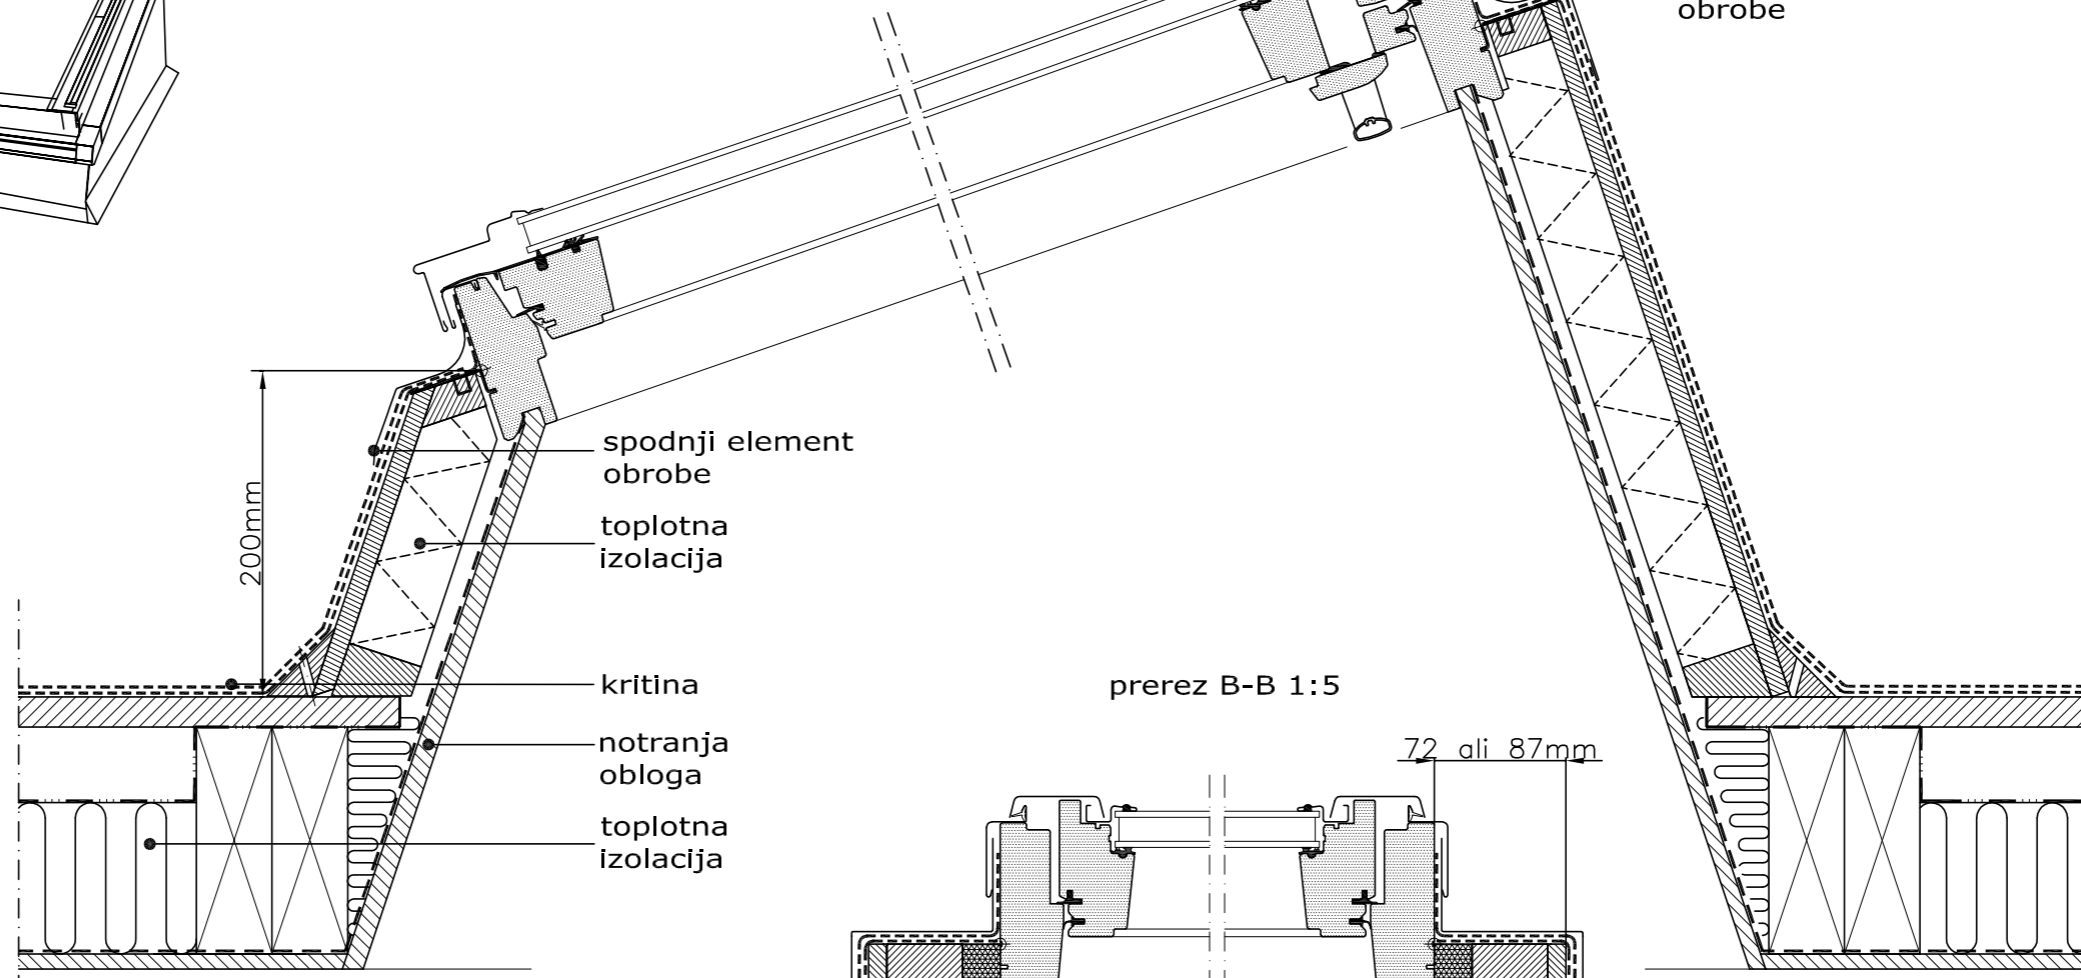 obrobe
spodnji element
obrobe
toplotna
izolacija
200mm
kritina
prerez B-B 1:5
notranja
obloga
72 ali 87mm
toplotna
izolacija